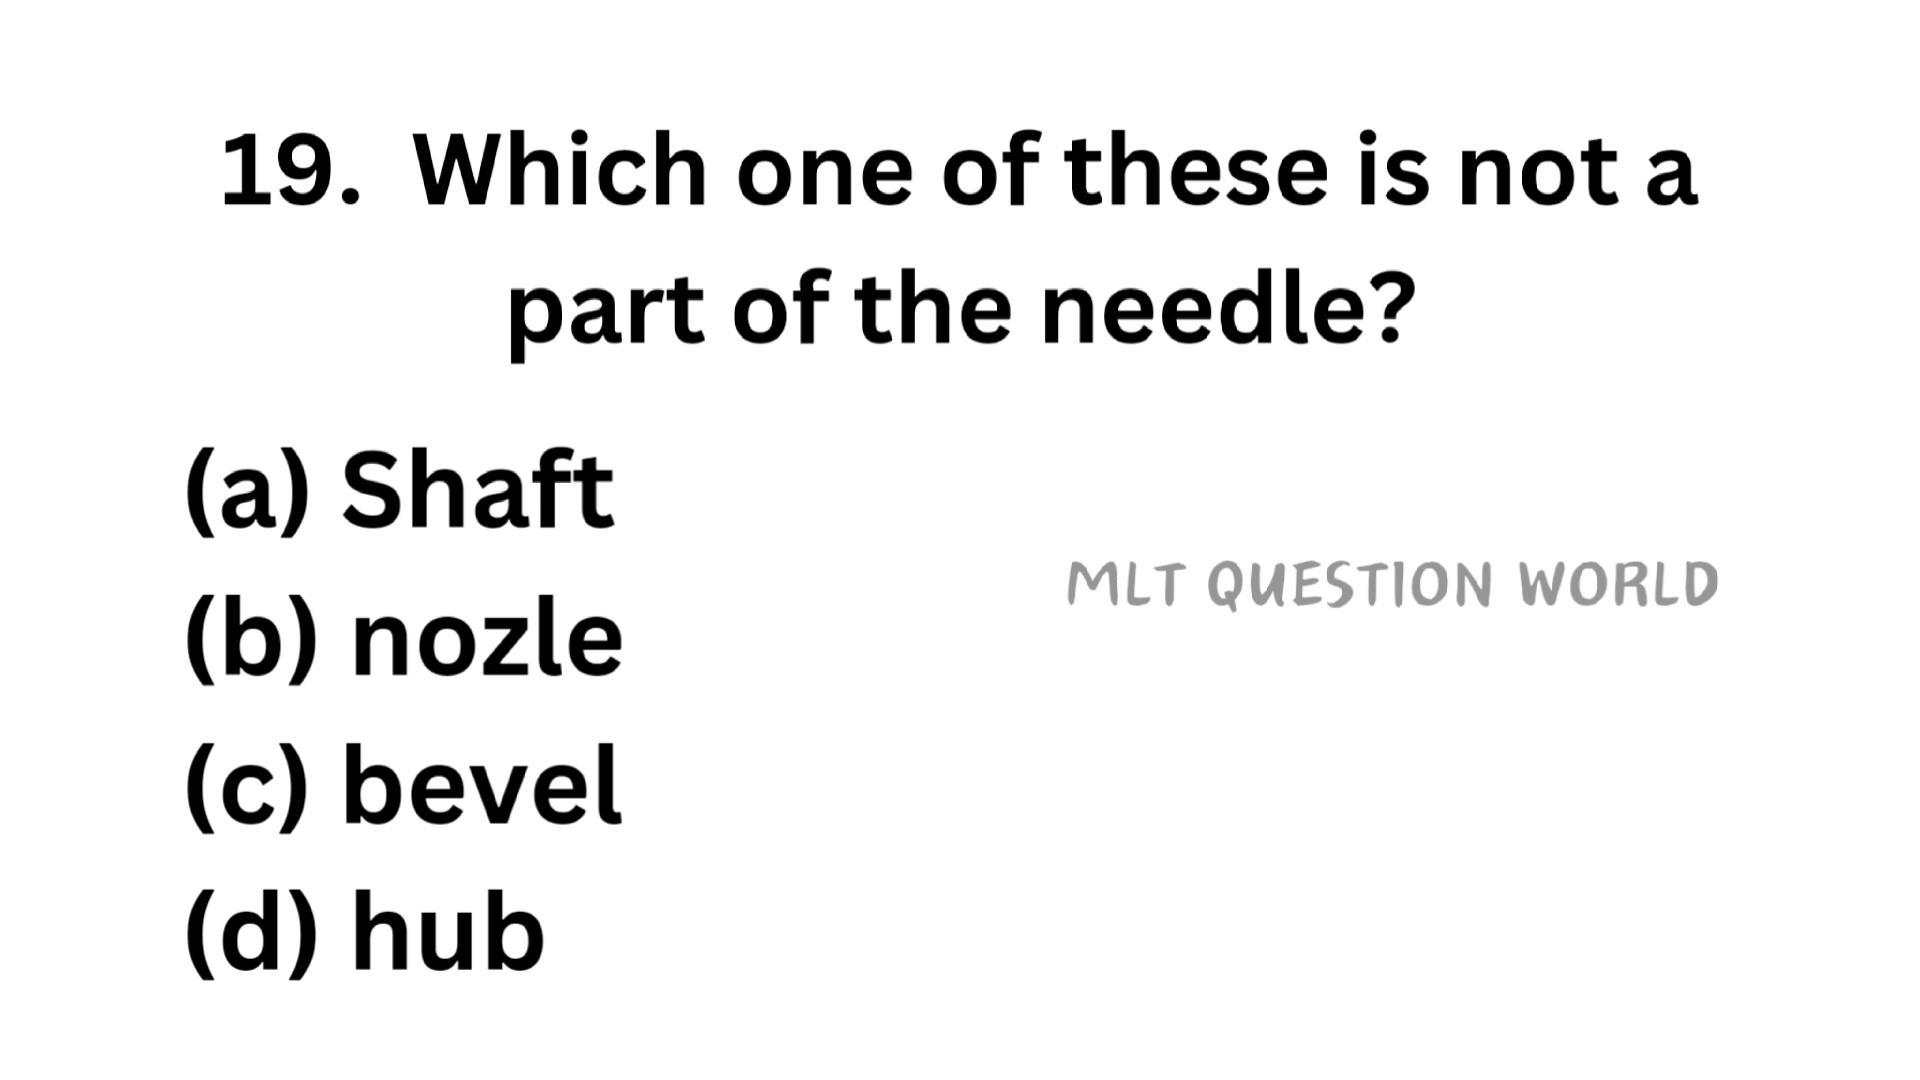 19. Which one of these is not a
part of the needle?
(a) Shaft
MLT QUESTION WORLD
(b) nozle
(c) bevel
(d) hub